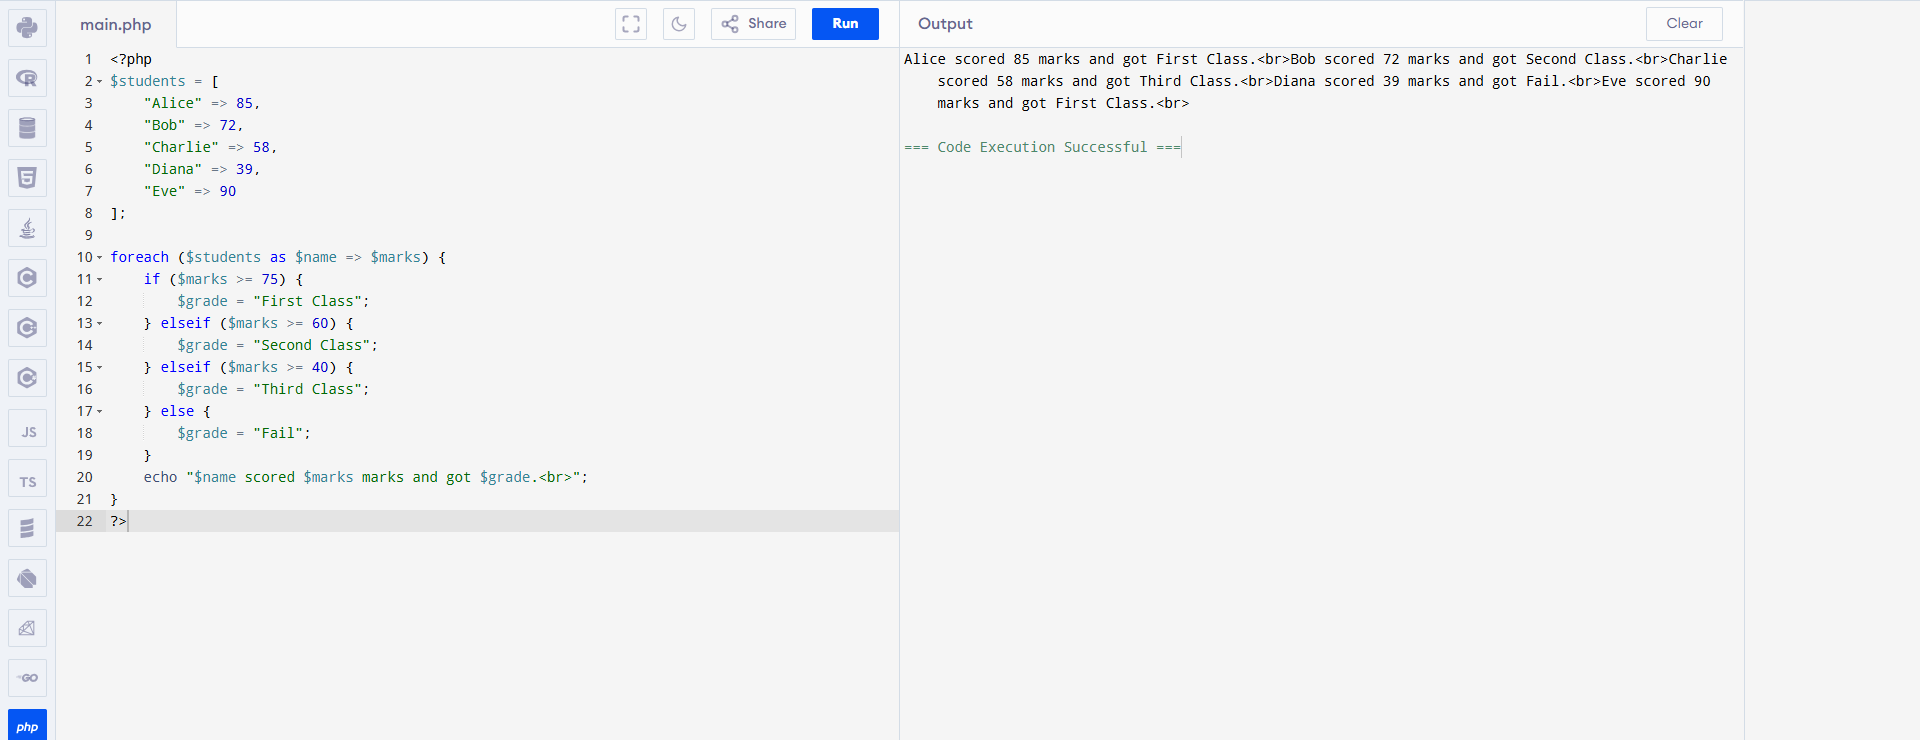 main.php
Share
Run
Output
Clear
1 <?php
2 $students = [
3     "Alice" => 85,
4     "Bob" => 72,
5     "Charlie" => 58,
6     "Diana" => 39,
7     "Eve" => 90
8 ];
9
10 foreach ($students as $name => $marks) {
11     if ($marks >= 75) {
12         $grade = "First Class";
13     } elseif ($marks >= 60) {
14         $grade = "Second Class";
15     } elseif ($marks >= 40) {
16         $grade = "Third Class";
17     } else {
18         $grade = "Fail";
19     }
20     echo "$name scored $marks marks and got $grade.<br>";
21 }
22 ?>
Alice scored 85 marks and got First Class.<br>Bob scored 72 marks and got Second Class.<br>Charlie
scored 58 marks and got Third Class.<br>Diana scored 39 marks and got Fail.<br>Eve scored 90
marks and got First Class.<br>
=== Code Execution Successful ===
R
5
C
C
C
JS
TS
GO
php